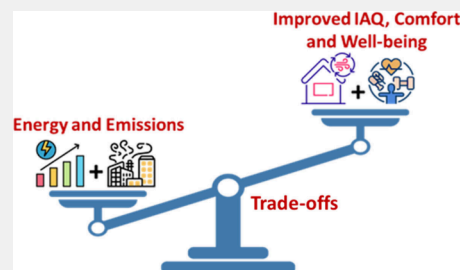 Improved IAQ, Comfort
and Well-being
Energy and Emissions
Trade-offs